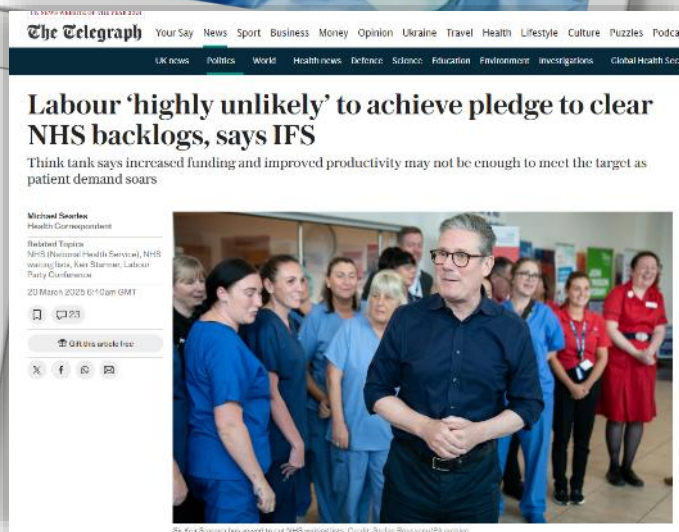 The Telegraph
Your Say News Sport Business Money Opinion Ukraine Travel Health Lifestyle Culture Puzzles Podca
UK news Politics World Health news Defence Science Education Environment Investigations Global Health Sec
Labour ‘highly unlikely’ to achieve pledge to clear
NHS backlogs, says IFS
Think tank says increased funding and improved productivity may not be enough to meet the target as
patient demand soars
Michael Searles
Health Correspondent
Related Topics
NHS (National Health Service), NHS
waiting lists, Keir Starmer, Labour
Party Conference
20 March 2025 6:10am GMT
23
Gift this article free